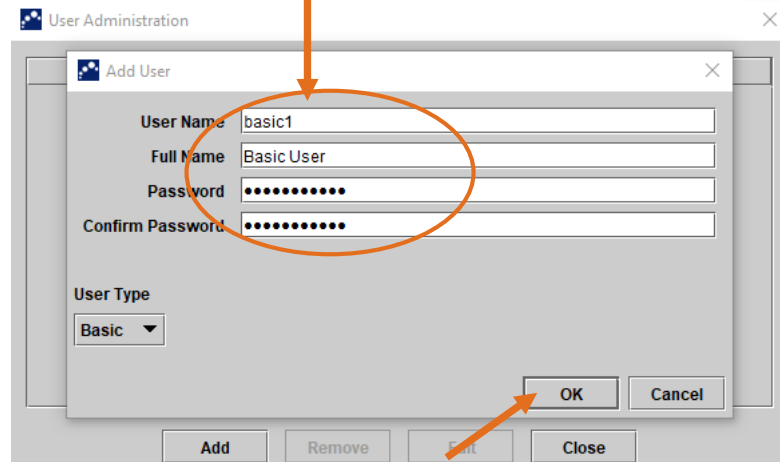 User Administration
Add User
User Name basic1
Full Name Basic User
Password •••••••••••
Confirm Password •••••••••••
User Type
Basic
OK Cancel
Add Remove Edit Close